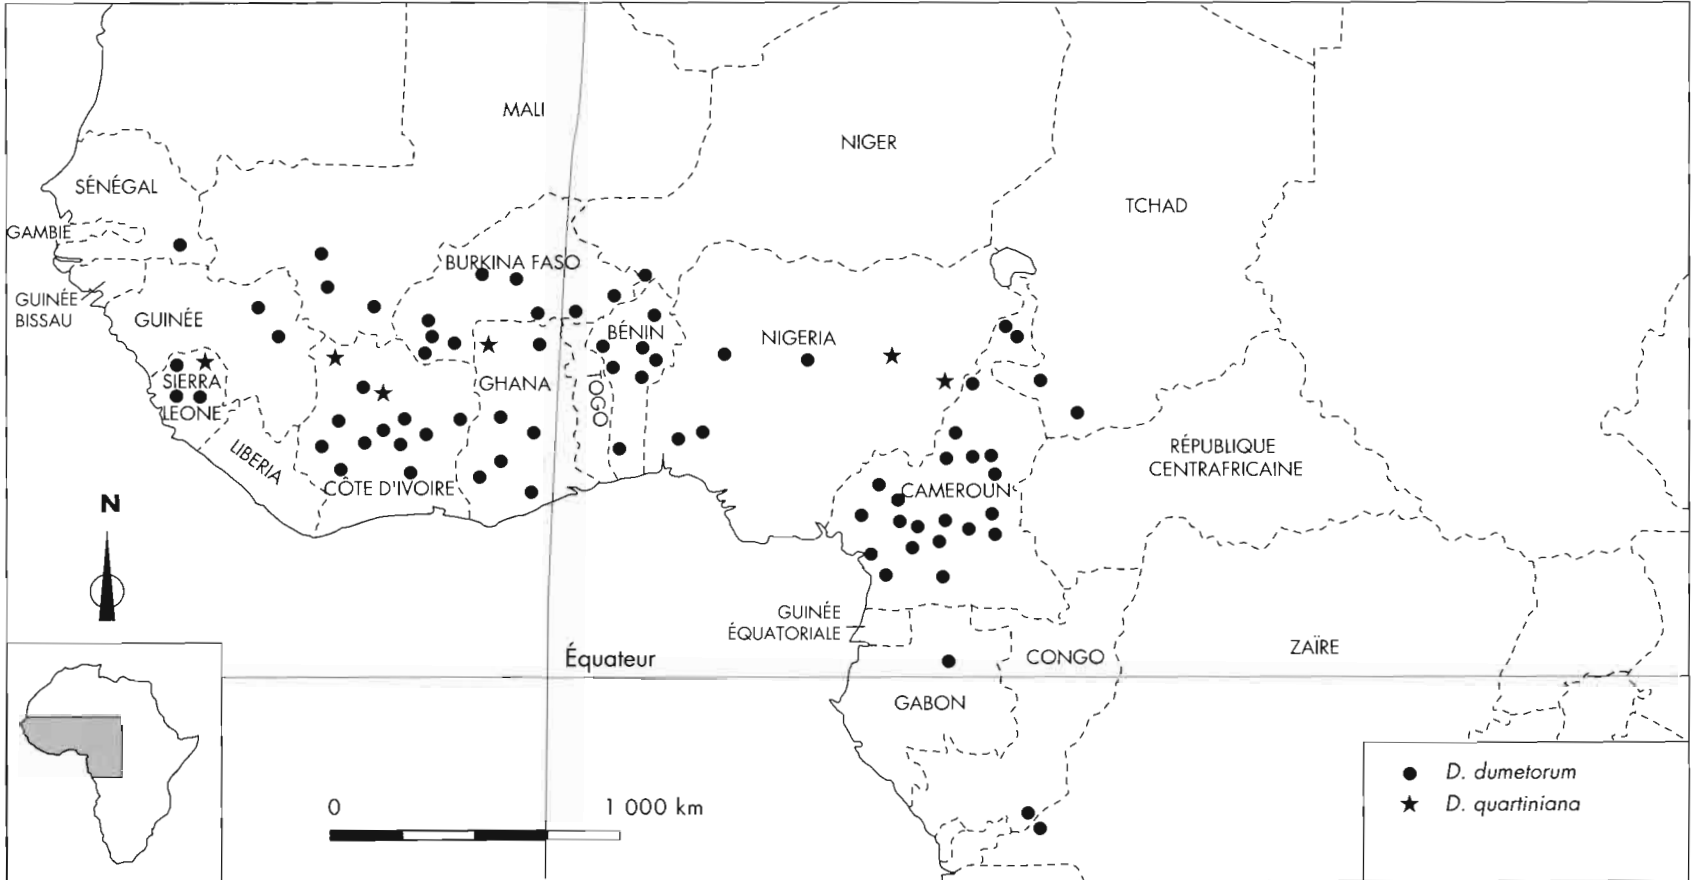 MALI
NIGER
SÉNÉGAL
TCHAD
GAMBIE
BURKINA FASO
GUINÉE
BISSAU
GUINÉE
BÉNIN
NIGERIA
SIERRA
LEONE
GHANA
TOGO
LIBERIA
CÔTE D'IVOIRE
RÉPUBLIQUE
CENTRAFRICAINE
CAMEROUN
N
GUINÉE
ÉQUATORIALE
Équateur
CONGO
ZAÏRE
GABON
0 1 000 km
D. dumetorum
D. quartiniana